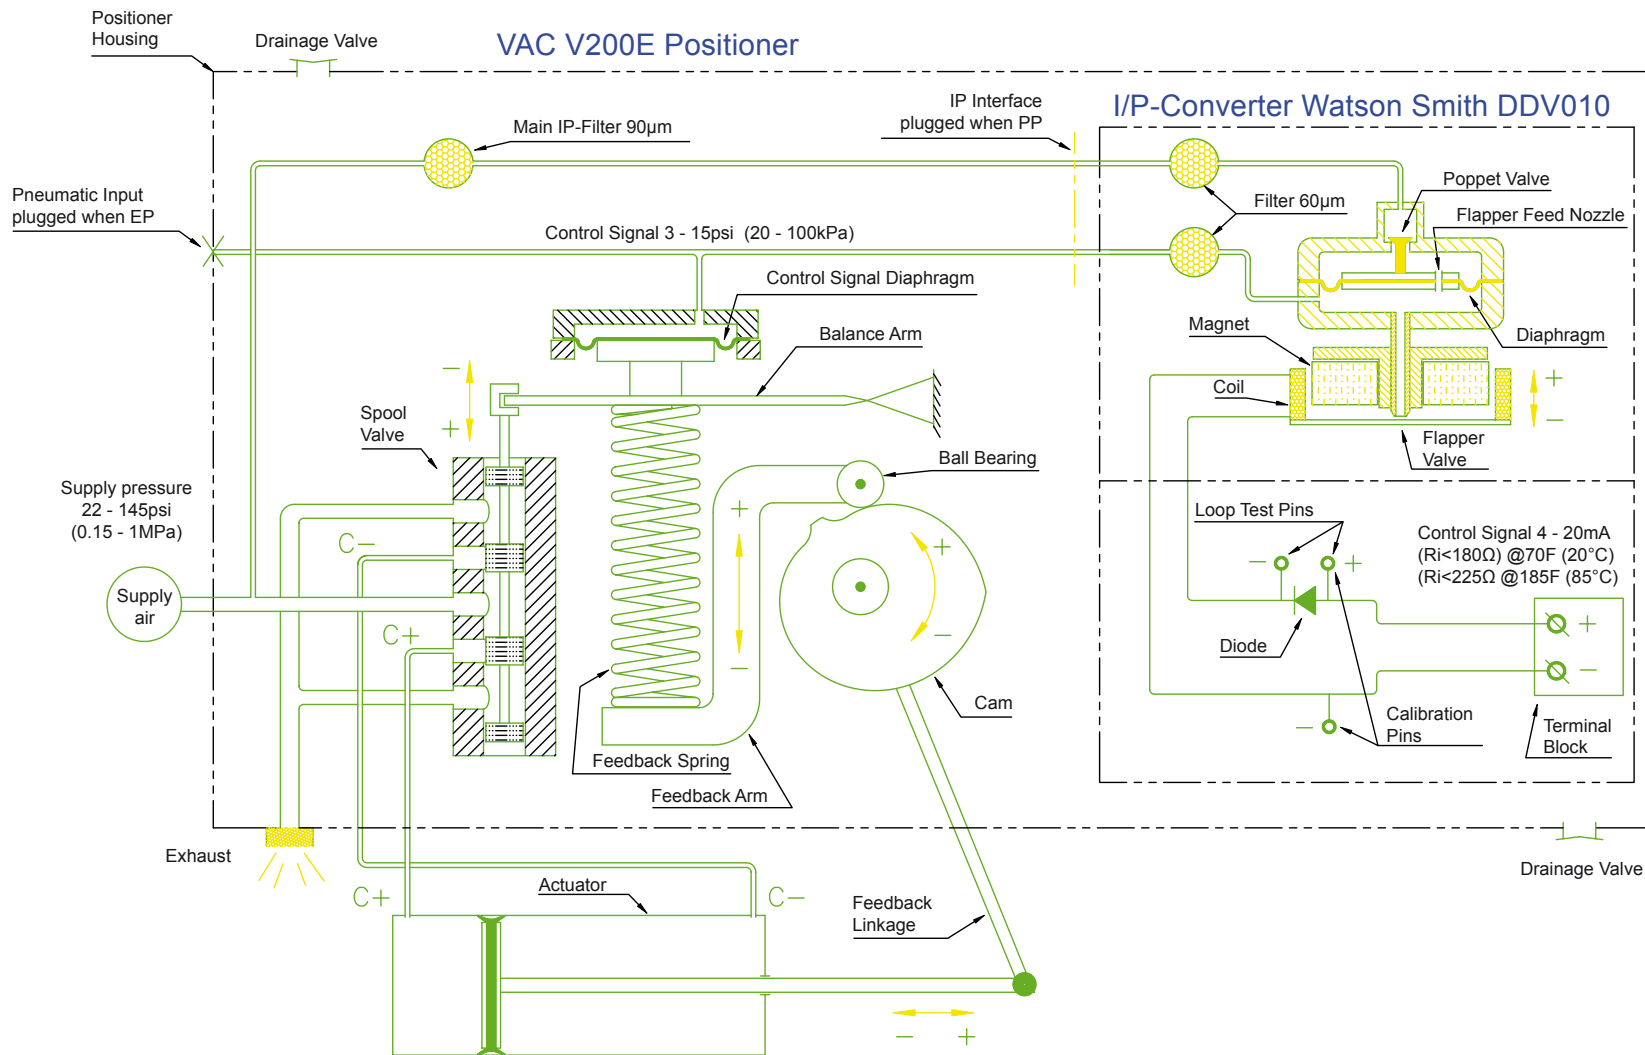 Positioner
Housing
Drainage Valve
VAC V200E Positioner
I/P-Converter Watson Smith DDV010
IP Interface
plugged when PP
Main IP-Filter 90µm
Pneumatic Input
plugged when EP
Poppet Valve
Filter 60µm
Flapper Feed Nozzle
Control Signal 3 - 15psi (20 - 100kPa)
Control Signal Diaphragm
Magnet
Diaphragm
Balance Arm
Coil
+
−
−
+
Spool
Valve
Flapper
Valve
Ball Bearing
Supply pressure
22 - 145psi
(0.15 - 1MPa)
Loop Test Pins
Control Signal 4 - 20mA
(Ri<180Ω) @70F (20°C)
(Ri<225Ω @185F (85°C)
C−
+
−
+
−
− +
Supply
air
C+
Diode
+
−
Cam
Calibration
Pins
−
Terminal
Block
Feedback Spring
Feedback Arm
Exhaust
Drainage Valve
C+
Actuator
C−
Feedback
Linkage
− +